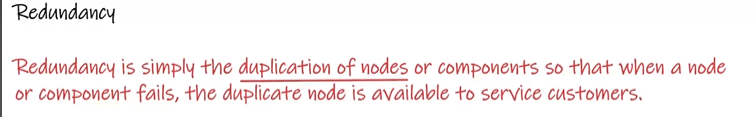 Redundancy
Redundancy is simply the duplication of nodes or components so that when a node
or component fails, the duplicate node is available to service customers.